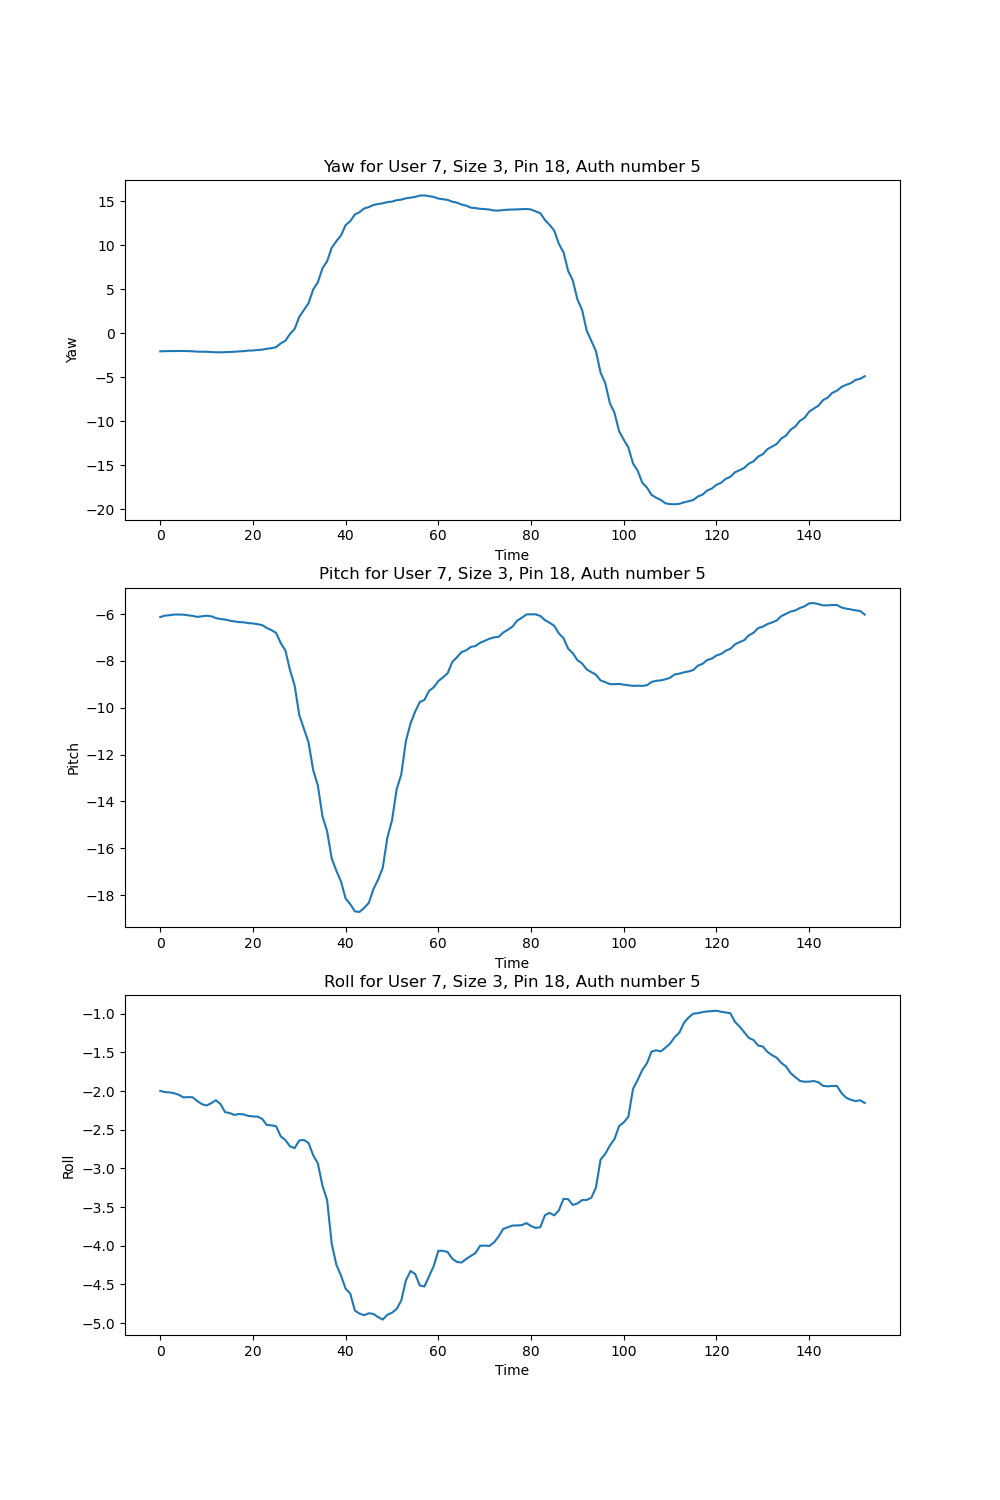 Yaw for User 7, Size 3, Pin 18, Auth number 5
15
10
5
0
−5
−10
−15
−20
Yaw
0 20 40 60 80 100 120 140
Time
Pitch for User 7, Size 3, Pin 18, Auth number 5
−6
−8
−10
−12
−14
−16
−18
Pitch
0 20 40 60 80 100 120 140
Time
Roll for User 7, Size 3, Pin 18, Auth number 5
−1.0
−1.5
−2.0
−2.5
−3.0
−3.5
−4.0
−4.5
−5.0
Roll
0 20 40 60 80 100 120 140
Time